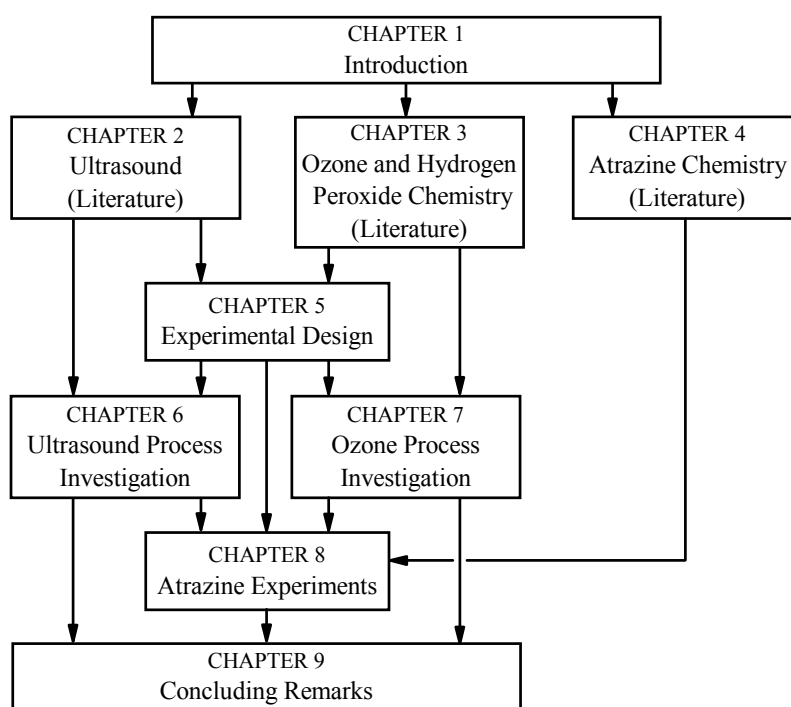 CHAPTER 1
Introduction
CHAPTER 2
Ultrasound
(Literature)
CHAPTER 3
Ozone and Hydrogen
Peroxide Chemistry
(Literature)
CHAPTER 4
Atrazine Chemistry
(Literature)
CHAPTER 5
Experimental Design
CHAPTER 6
Ultrasound Process
Investigation
CHAPTER 7
Ozone Process
Investigation
CHAPTER 8
Atrazine Experiments
CHAPTER 9
Concluding Remarks